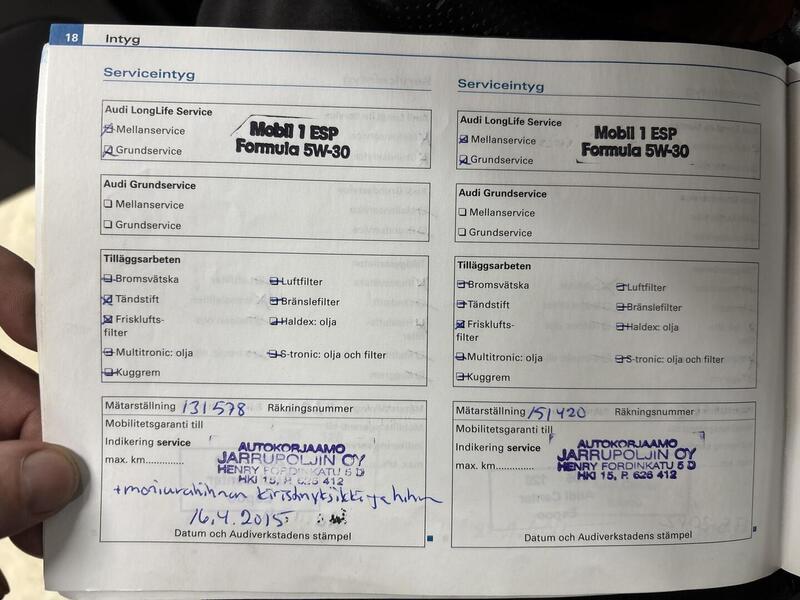 18 Intyg
Serviceintyg
Audi LongLife Service
Mellanservice
Grundservice
Mobil 1 ESP
Formula 5W-30
Audi Grundservice
Mellanservice
Grundservice
Tilläggsarbeten
Bromsvätska
Luftfilter
Tändstift
Bränslefilter
Frisklufts-
filter
Haldex: olja
Multitronic: olja
S-tronic: olja och filter
Kuggrem
Mätarställning 131578 Räkningsnummer
Mobilitetsgaranti till
Indikering service
max. km..............
AUTOKORJAAMO
JARRUPOLJIN OY
HENRY FORDINKATU 5 D
HKI 15, P. 626 412
+moniurahihnan kiristinyksikkö ja hihna
16.4.2015
Datum och Audiverkstadens stämpel
Serviceintyg
Audi LongLife Service
Mellanservice
Grundservice
Mobil 1 ESP
Formula 5W-30
Audi Grundservice
Mellanservice
Grundservice
Tilläggsarbeten
Bromsvätska
Luftfilter
Tändstift
Bränslefilter
Frisklufts-
filter
Haldex: olja
Multitronic: olja
S-tronic: olja och filter
Kuggrem
Mätarställning 151420 Räkningsnummer
Mobilitetsgaranti till
Indikering service
max. km..............
AUTOKORJAAMO
JARRUPOLJIN OY
HENRY FORDINKATU 5 D
HKI 15, P. 626 412
Datum och Audiverkstadens stämpel